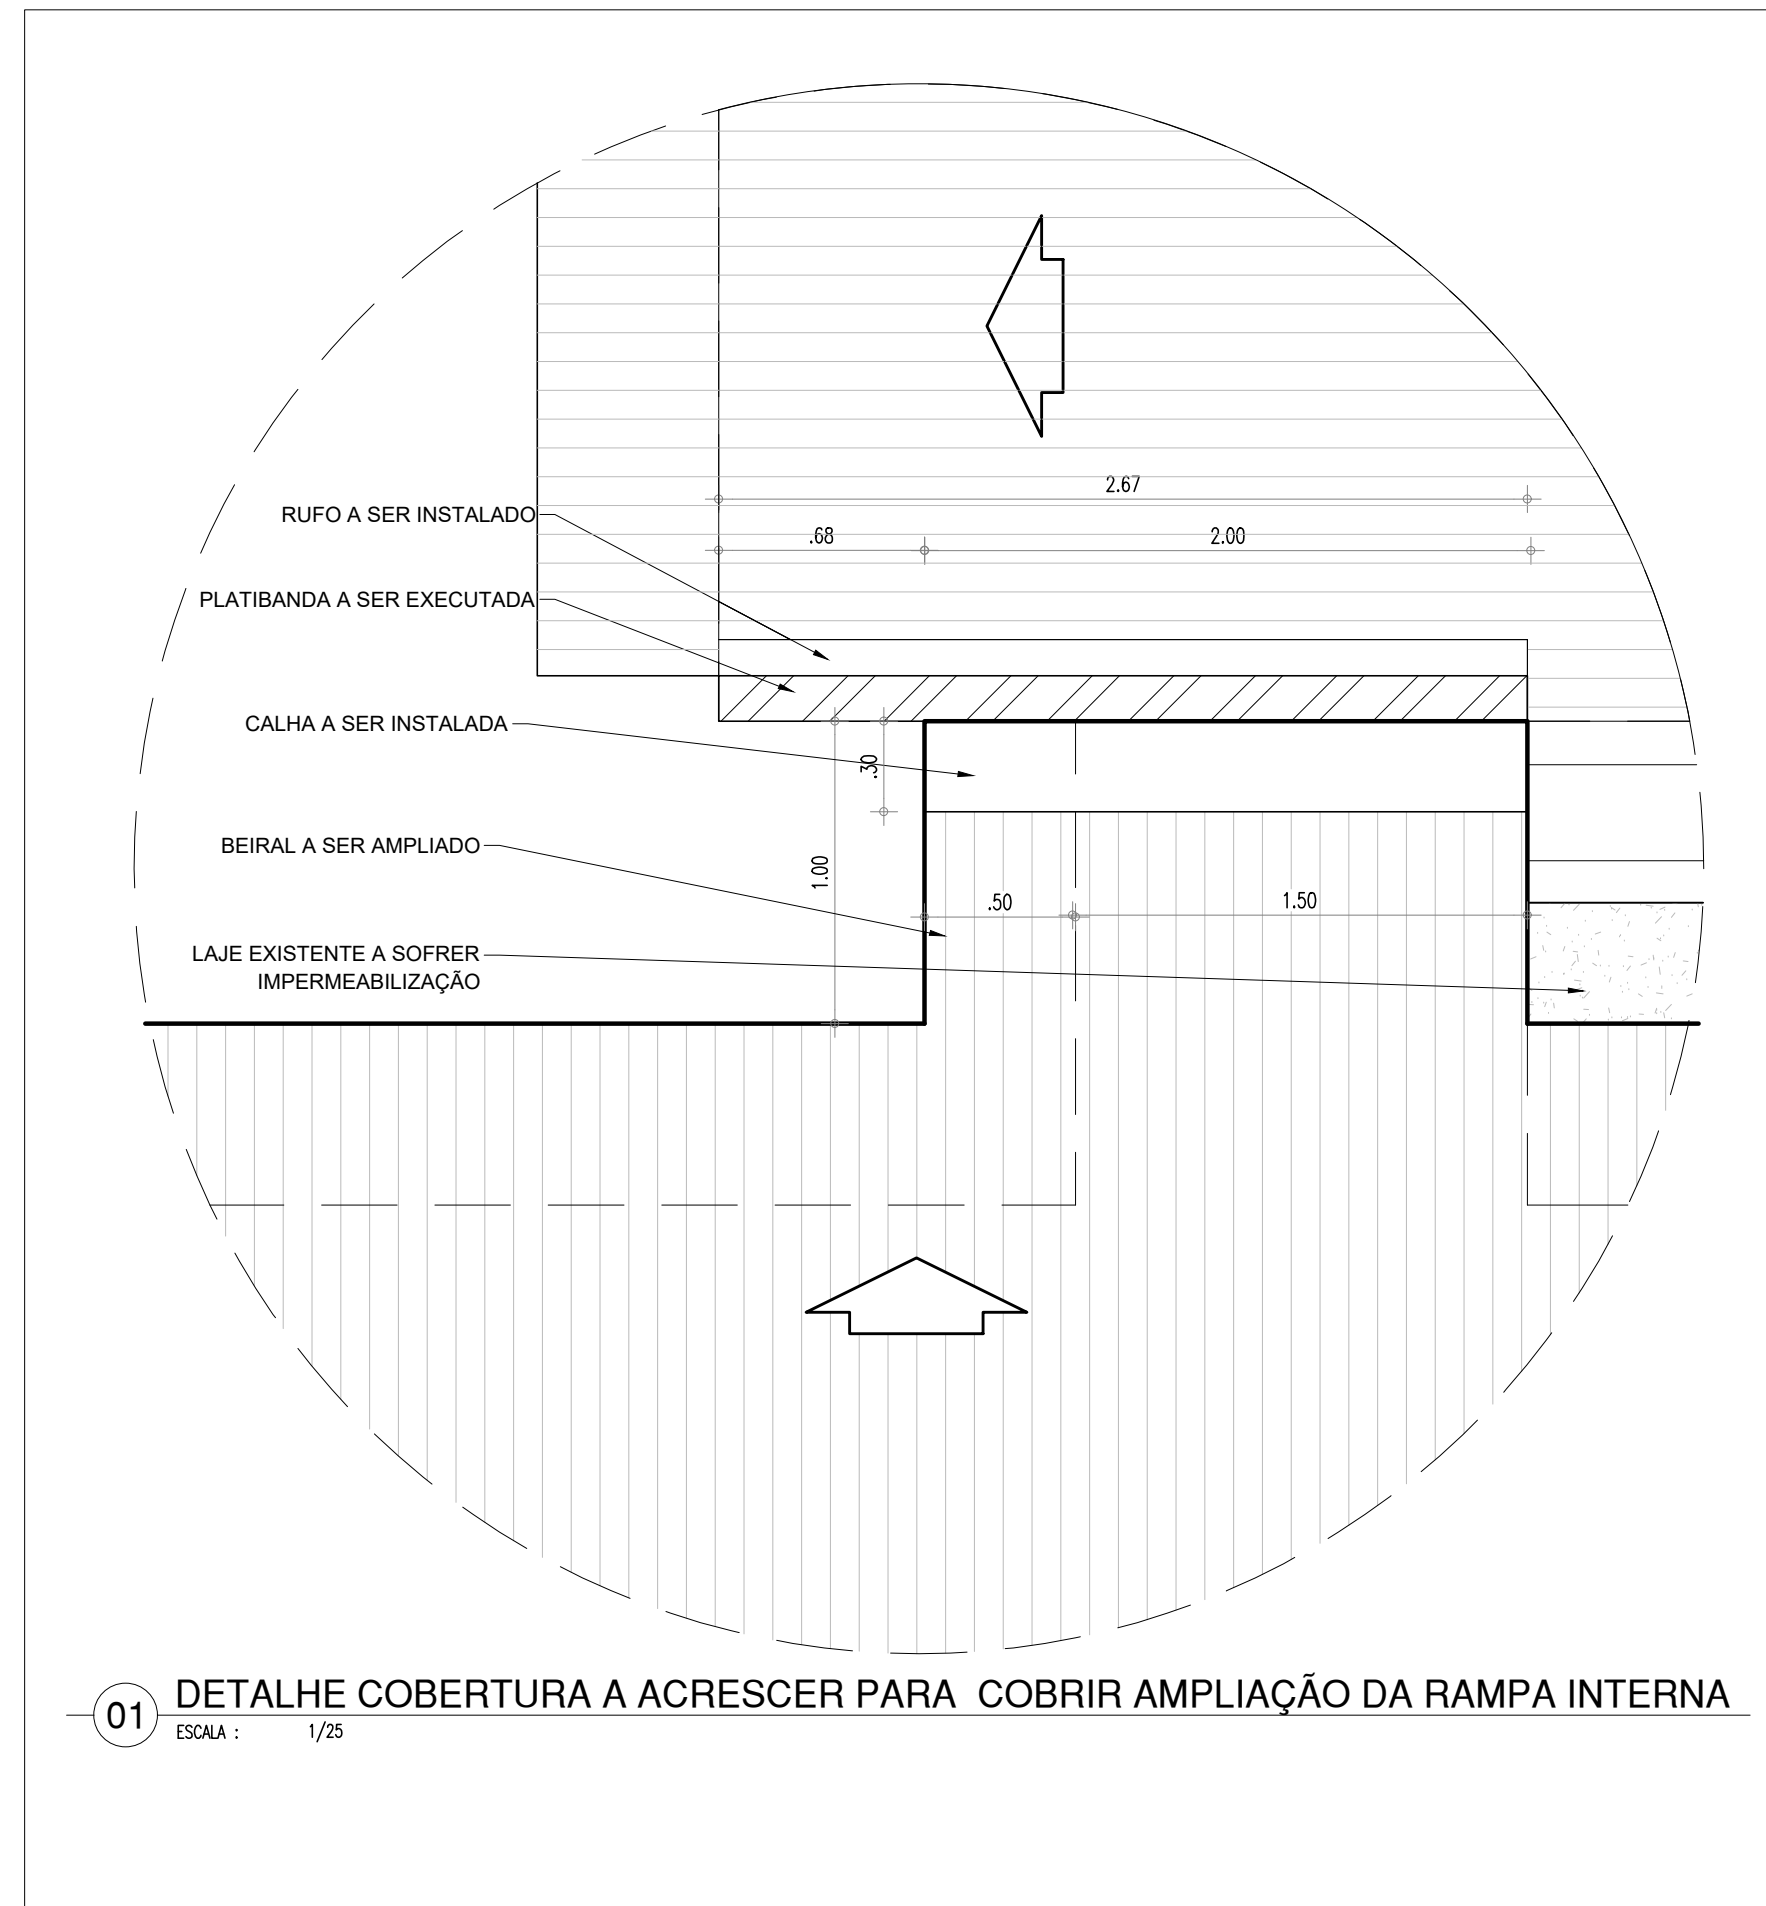 2.67
RUFO A SER INSTALADO
.68
2.00
PLATIBANDA A SER EXECUTADA
CALHA A SER INSTALADA
.30
BEIRAL A SER AMPLIADO
1.00
.50
1.50
LAJE EXISTENTE A SOFRER
IMPERMEABILIZAÇÃO
01
DETALHE COBERTURA A ACRESCER PARA  COBRIR AMPLIAÇÃO DA RAMPA INTERNA
ESCALA : 1/25